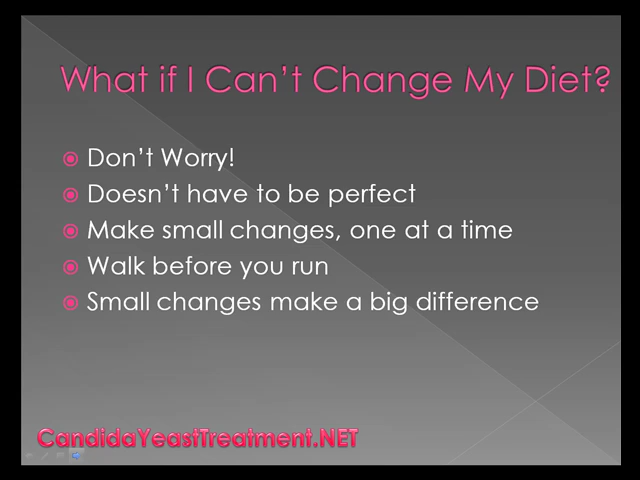 What if I Can't Change My Diet?
Don't Worry!
Doesn't have to be perfect
Make small changes, one at a time
Walk before you run
Small changes make a big difference
CandidaYeastTreatment.NET